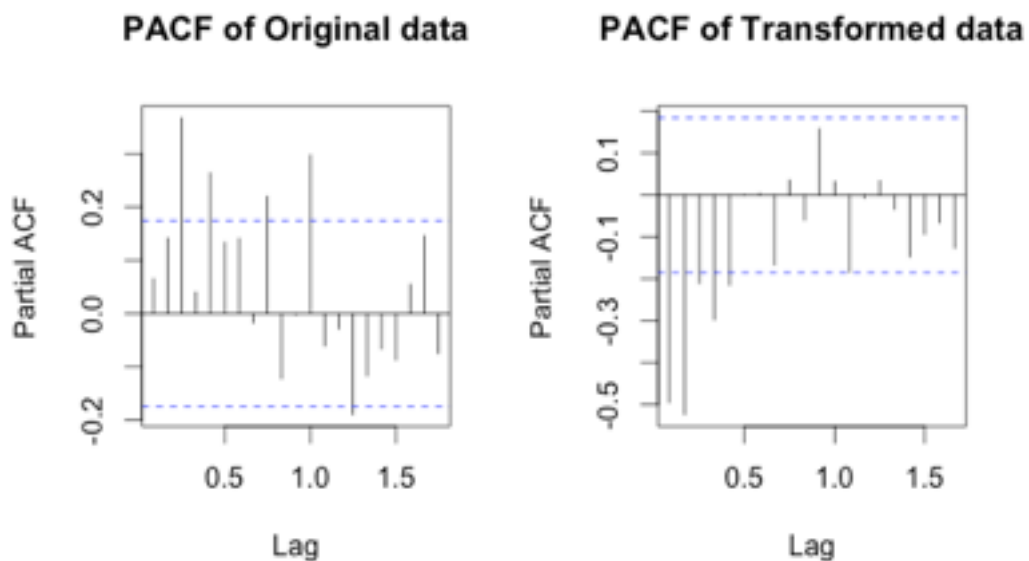 PACF of Original data
Partial ACF
0.2
0.0
-0.2
0.5 1.0 1.5
Lag
PACF of Transformed data
Partial ACF
0.1
-0.1
-0.3
-0.5
0.5 1.0 1.5
Lag